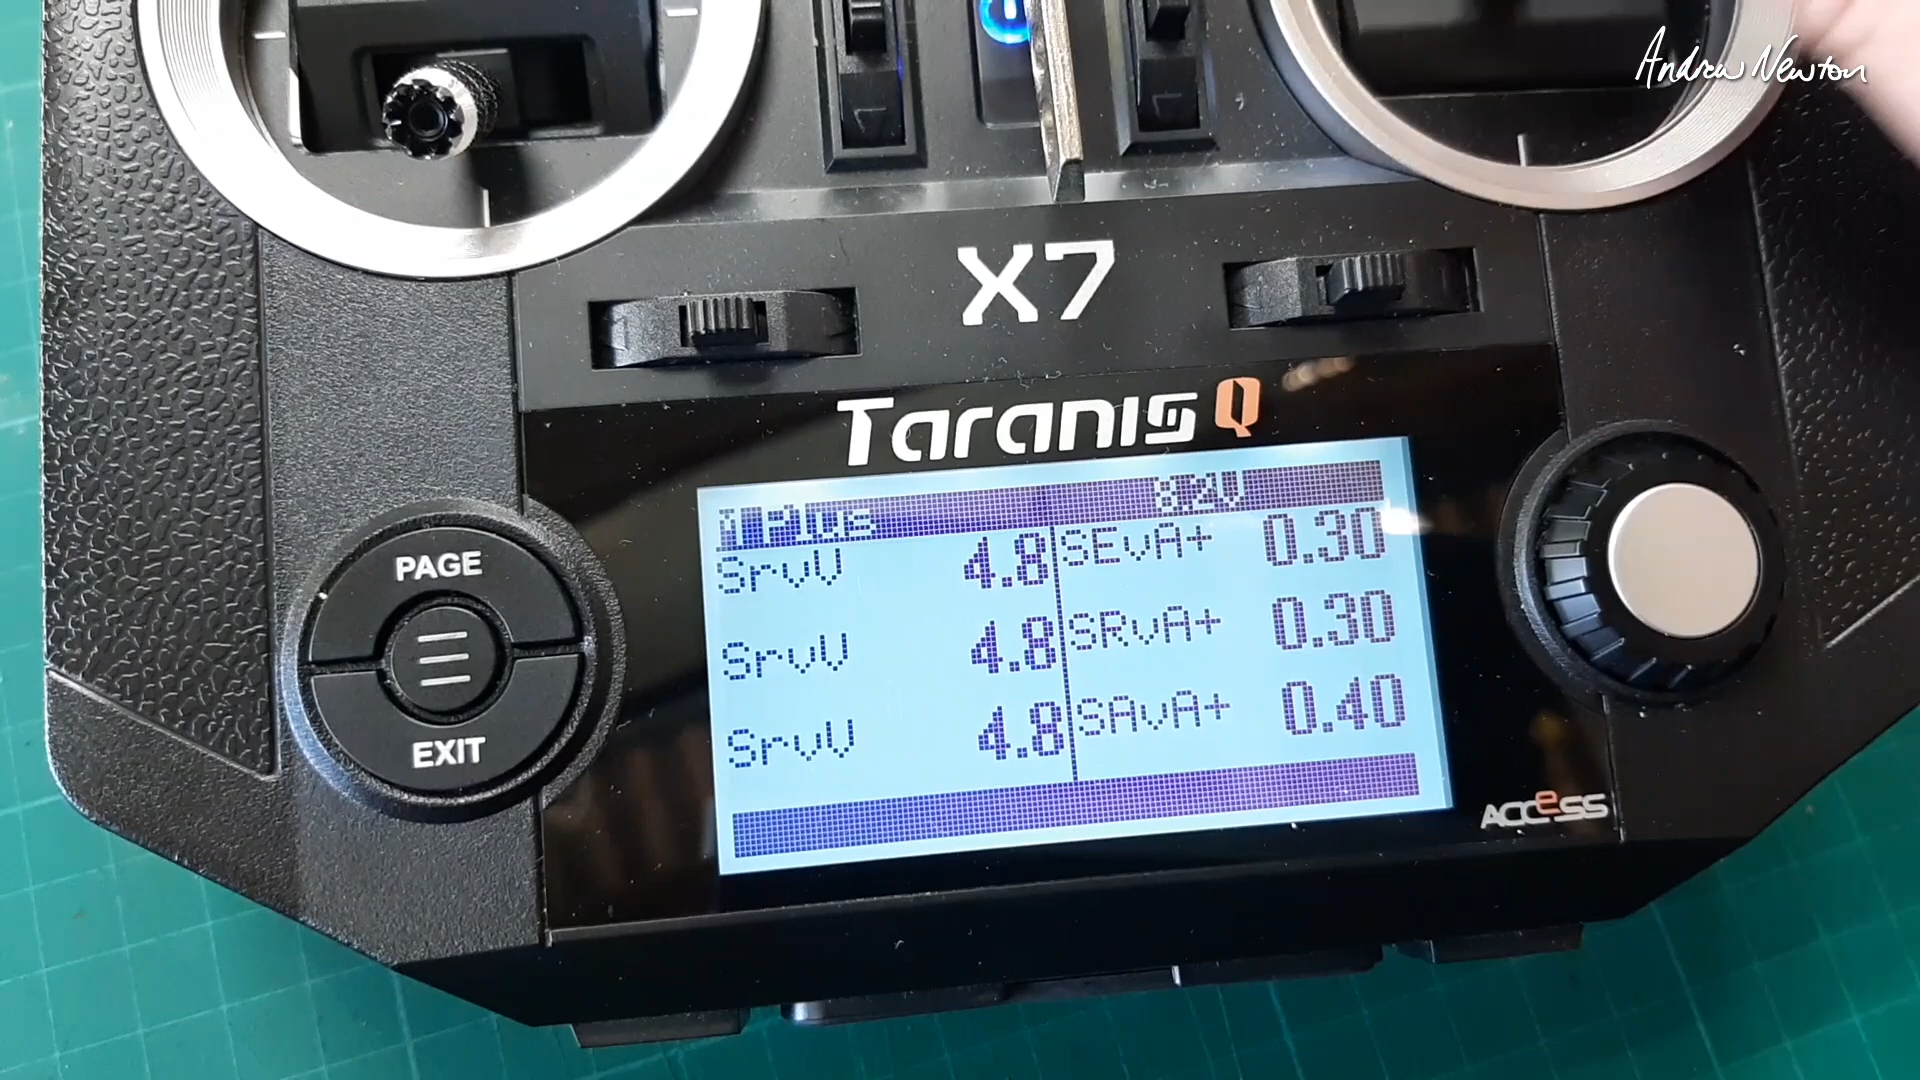 Andrew Newton
X7
Taranis Q
8.2V
SrvV 4.8 SEvA+ 0.30
SrvV 4.8 SRvA+ 0.30
SrvV 4.8 SAvA+ 0.40
PAGE
EXIT
ACCeSS